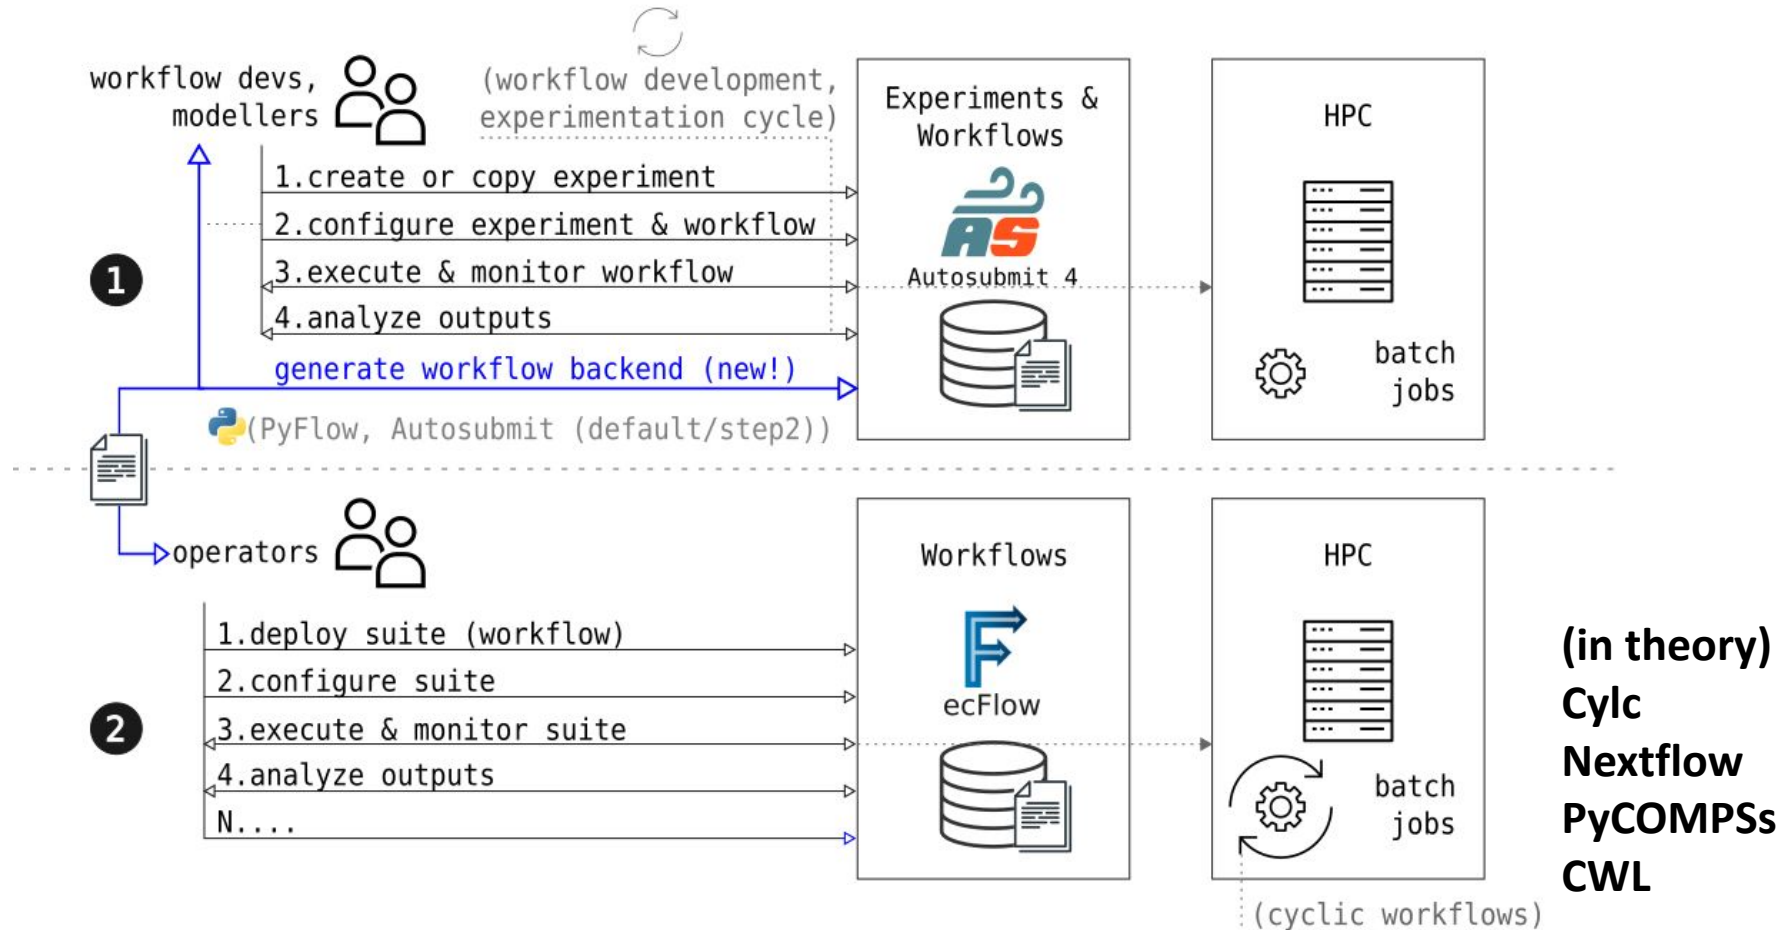 workflow devs,
modellers
(workflow development,
experimentation cycle)
1.create or copy experiment
2.configure experiment & workflow
3.execute & monitor workflow
4.analyze outputs
generate workflow backend (new!)
(PyFlow, Autosubmit (default/step2))
Experiments &
Workflows
AS
Autosubmit 4
HPC
batch
jobs
1
operators
1.deploy suite (workflow)
2.configure suite
3.execute & monitor suite
4.analyze outputs
N....
Workflows
F
ecFlow
HPC
batch
jobs
(cyclic workflows)
2
(in theory)
Cylc
Nextflow
PyCOMPSs
CWL